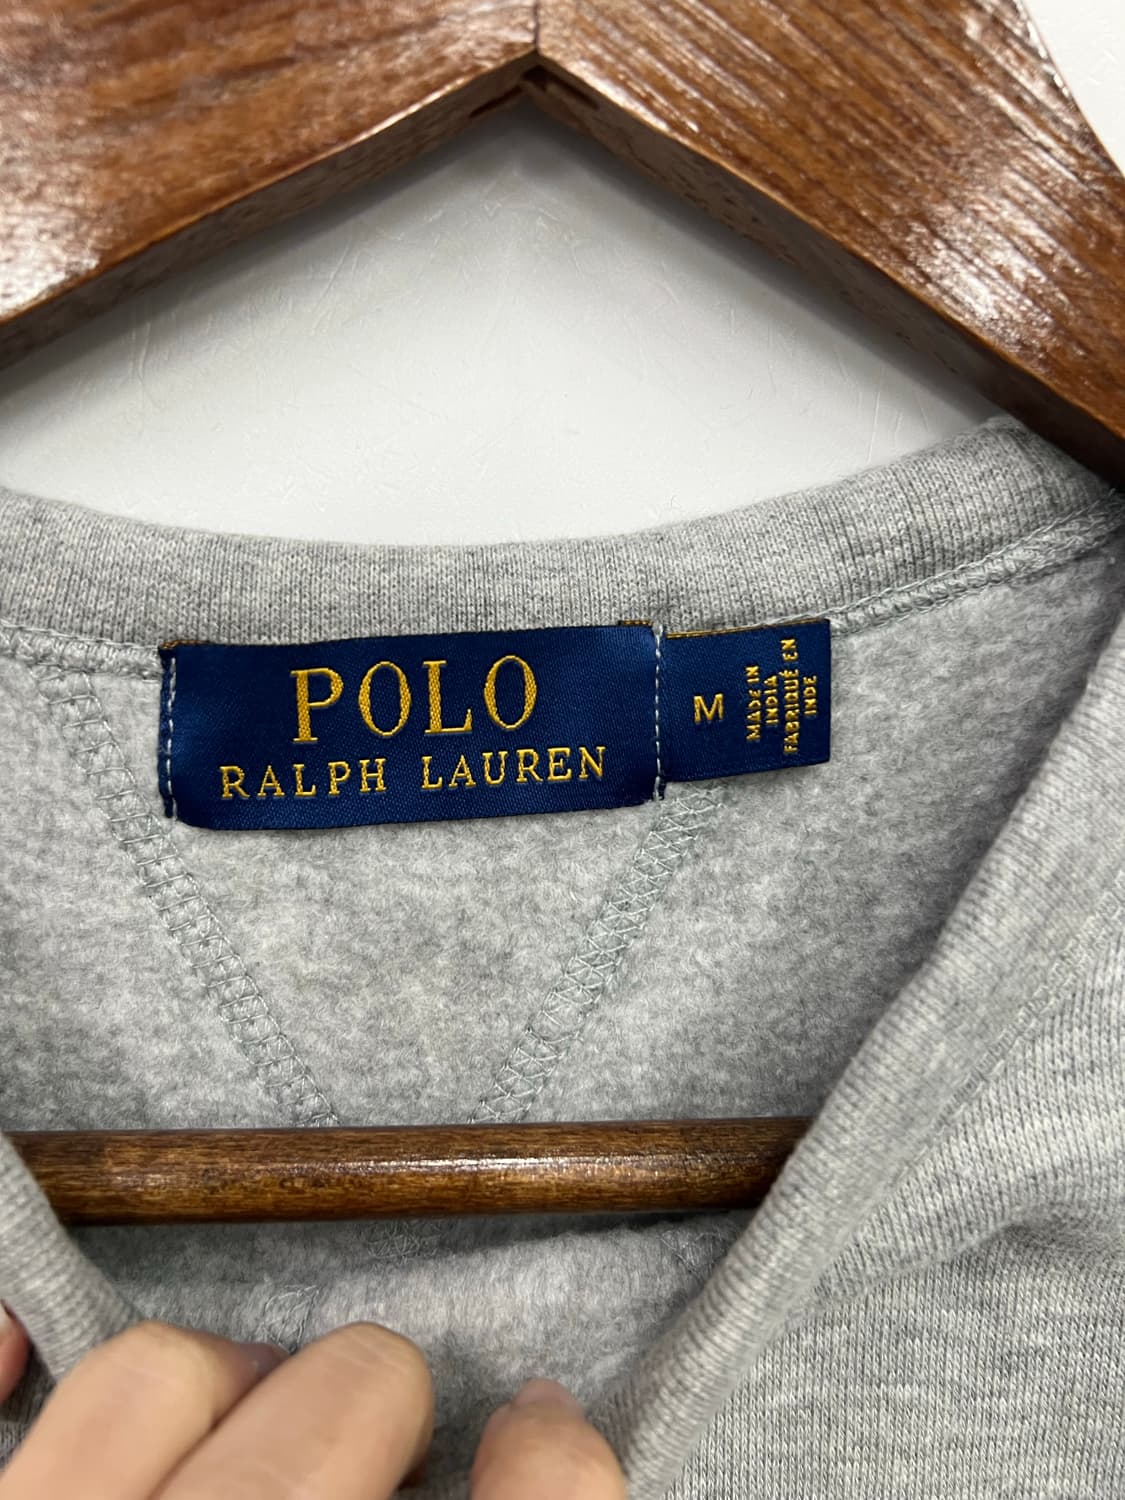 POLO
RALPH LAUREN
M
MADE IN
INDIA
FABRIQUÉ EN
INDE